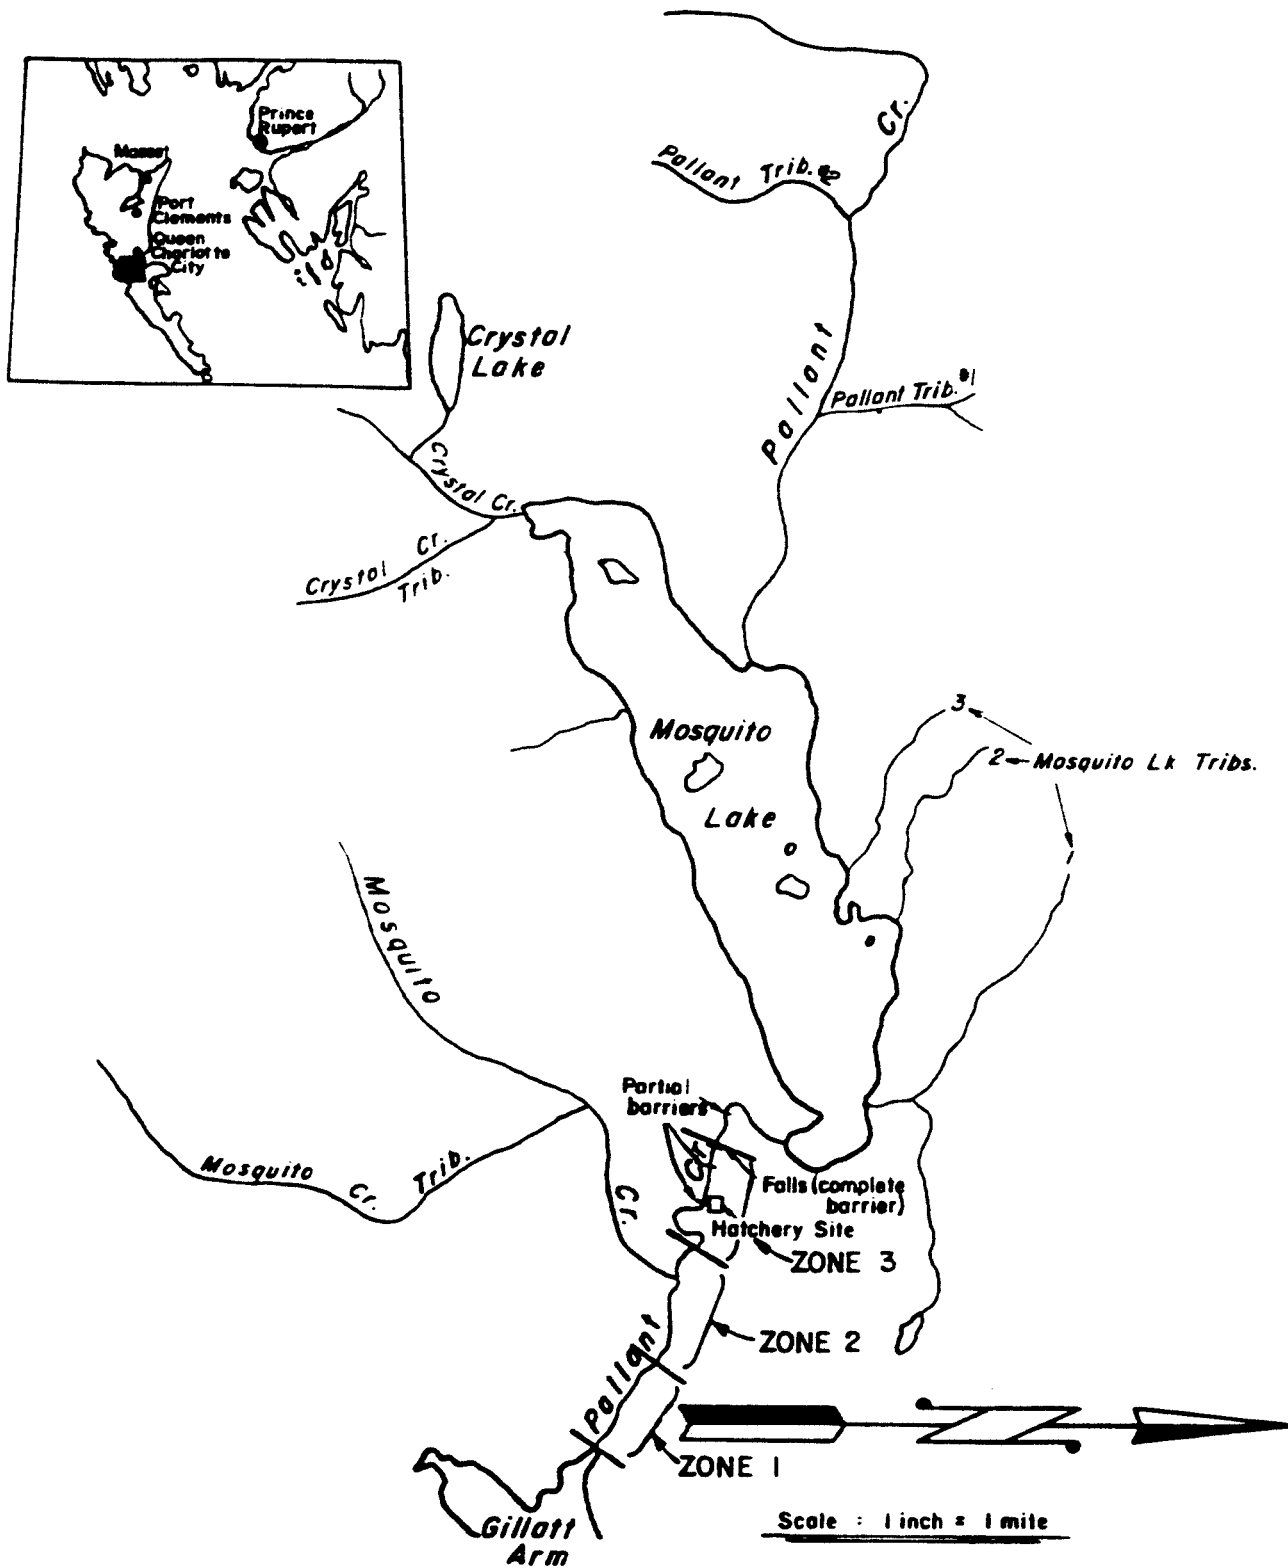 Prince
Rupert
Masset
Port
Clements
Queen
Charlotte
City
Crystal
Lake
Crystal Cr.
Crystal Cr.
Trib.
Pallant Cr.
Pallant Trib. #2
Pallant Trib. #1
Mosquito
Lake
3
2
Mosquito Lk Tribs.
1
Mosquito Cr.
Mosquito Cr. Trib.
Partial
barriers
Falls (complete
barrier)
Hatchery Site
ZONE 3
ZONE 2
ZONE 1
Pallant Cr.
Gillatt
Arm
N
Scale : 1 inch = 1 mile